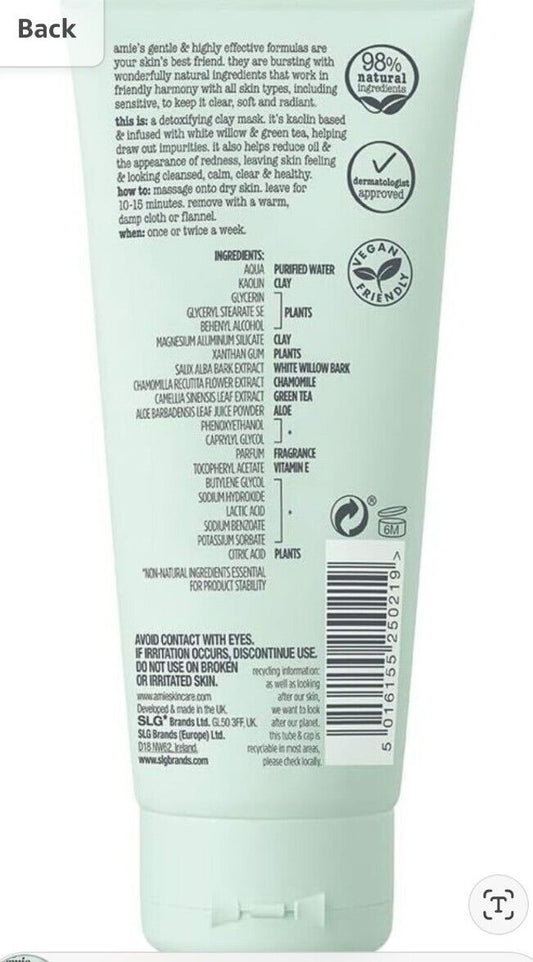 Back
amie's gentle & highly effective formulas are
your skin's best friend. they are bursting with
wonderfully natural ingredients that work in
friendly harmony with all skin types, including
sensitive, to keep it clear, soft and radiant.
this is: a detoxifying clay mask. it's kaolin based
& infused with white willow & green tea, helping
draw out impurities. it also helps reduce oil &
the appearance of redness, leaving skin feeling
& looking cleansed, calm, clear & healthy.
how to: massage onto dry skin. leave for
10-15 minutes. remove with a warm,
damp cloth or flannel.
when: once or twice a week.
98%
natural
ingredients
dermatologist
approved
VEGAN
FRIENDLY
INGREDIENTS:
AQUA PURIFIED WATER
KAOLIN CLAY
GLYCERIN
GLYCERYL STEARATE SE PLANTS
BEHENYL ALCOHOL
MAGNESIUM ALUMINUM SILICATE CLAY
XANTHAN GUM PLANTS
SALIX ALBA BARK EXTRACT WHITE WILLOW BARK
CHAMOMILLA RECUTITA FLOWER EXTRACT CHAMOMILE
CAMELLIA SINENSIS LEAF EXTRACT GREEN TEA
ALOE BARBADENSIS LEAF JUICE POWDER ALOE
PHENOXYETHANOL
CAPRYLYL GLYCOL *
PARFUM FRAGRANCE
TOCOPHERYL ACETATE VITAMIN E
BUTYLENE GLYCOL
SODIUM HYDROXIDE
LACTIC ACID *
SODIUM BENZOATE
POTASSIUM SORBATE
CITRIC ACID PLANTS
*NON-NATURAL INGREDIENTS ESSENTIAL
FOR PRODUCT STABILITY
®
6M
5 016155 250219 >
AVOID CONTACT WITH EYES.
IF IRRITATION OCCURS, DISCONTINUE USE.
DO NOT USE ON BROKEN
OR IRRITATED SKIN.
www.amieskincare.com
Developed & made in the UK.
SLG* Brands Ltd. GL50 3FF, UK.
SLG Brands (Europe) Ltd.
D18 NW62, Ireland.
www.slgbrands.com
recycling information:
as well as looking
after our skin,
we want to look
after our planet.
this tube & cap is
recyclable in most areas,
please check locally.
T